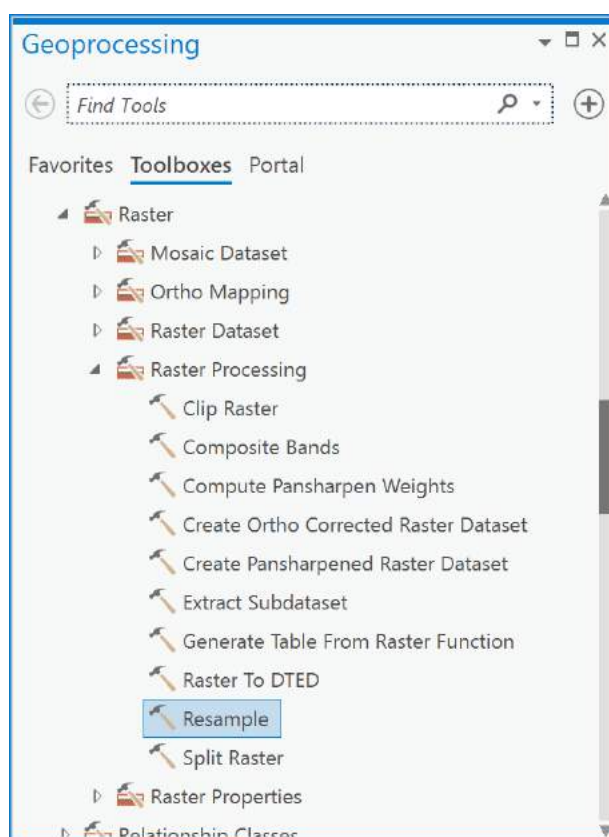 Geoprocessing
Find Tools
Favorites Toolboxes Portal
Raster
Mosaic Dataset
Ortho Mapping
Raster Dataset
Raster Processing
Clip Raster
Composite Bands
Compute Pansharpen Weights
Create Ortho Corrected Raster Dataset
Create Pansharpened Raster Dataset
Extract Subdataset
Generate Table From Raster Function
Raster To DTED
Resample
Split Raster
Raster Properties
Relationship Classes